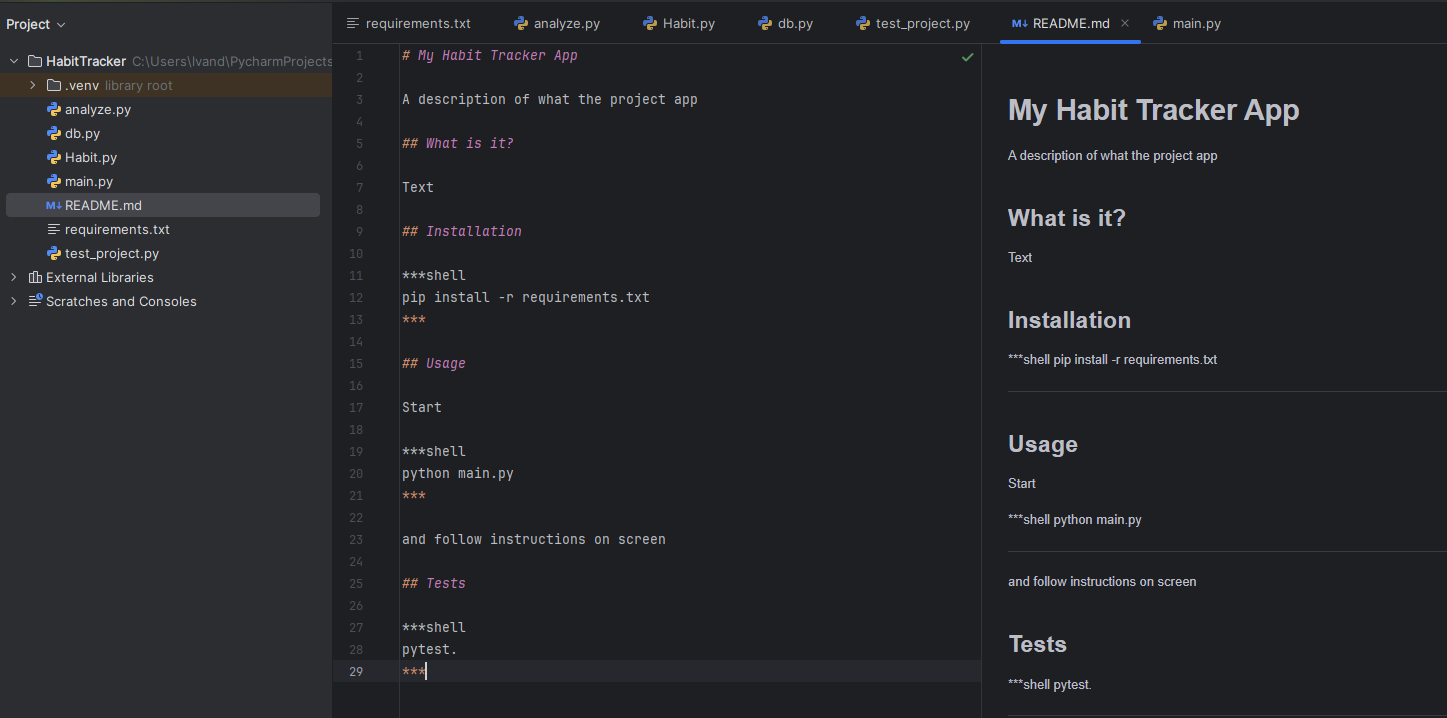 Project
requirements.txt
analyze.py
Habit.py
db.py
test_project.py
M↓ README.md
main.py
HabitTracker C:\Users\Ivand\PycharmProjects
.venv library root
analyze.py
db.py
Habit.py
main.py
M↓ README.md
requirements.txt
test_project.py
External Libraries
Scratches and Consoles
1 # My Habit Tracker App
2
3 A description of what the project app
4
5 ## What is it?
6
7 Text
8
9 ## Installation
10
11 ***shell
12 pip install -r requirements.txt
13 ***
14
15 ## Usage
16
17 Start
18
19 ***shell
20 python main.py
21 ***
22
23 and follow instructions on screen
24
25 ## Tests
26
27 ***shell
28 pytest.
29 ***
My Habit Tracker App
A description of what the project app
What is it?
Text
Installation
***shell pip install -r requirements.txt
Usage
Start
***shell python main.py
and follow instructions on screen
Tests
***shell pytest.